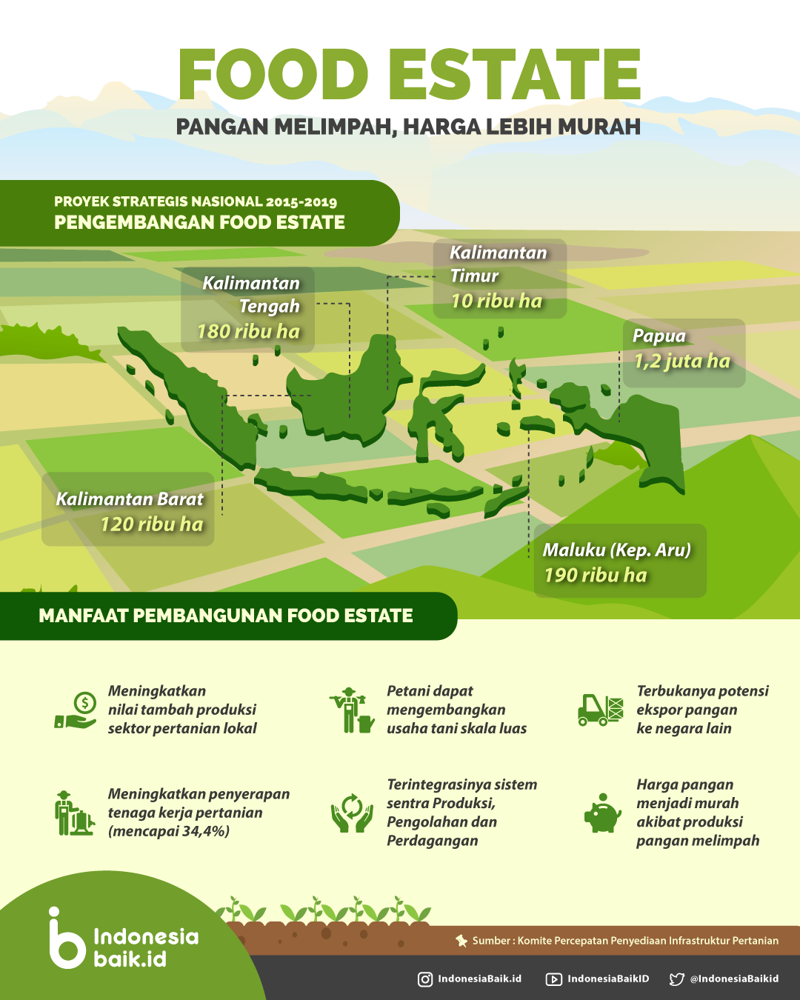 FOOD ESTATE
PANGAN MELIMPAH, HARGA LEBIH MURAH
PROYEK STRATEGIS NASIONAL 2015-2019
PENGEMBANGAN FOOD ESTATE
Kalimantan
Timur
10 ribu ha
Kalimantan
Tengah
180 ribu ha
Papua
1,2 juta ha
Kalimantan Barat
120 ribu ha
Maluku (Kep. Aru)
190 ribu ha
MANFAAT PEMBANGUNAN FOOD ESTATE
$
Meningkatkan
nilai tambah produksi
sektor pertanian lokal
Petani dapat
mengembangkan
usaha tani skala luas
Terbukanya potensi
ekspor pangan
ke negara lain
Meningkatkan penyerapan
tenaga kerja pertanian
(mencapai 34,4%)
Terintegrasinya sistem
sentra Produksi,
Pengolahan dan
Perdagangan
Harga pangan
menjadi murah
akibat produksi
pangan melimpah
Indonesia
baik.id
Sumber : Komite Percepatan Penyediaan Infrastruktur Pertanian
IndonesiaBaik.id
IndonesiaBaikID
@IndonesiaBaikid